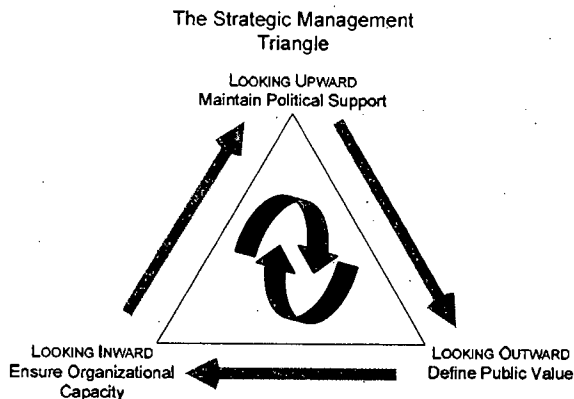 The Strategic Management
Triangle
LOOKING UPWARD
Maintain Political Support
LOOKING INWARD
Ensure Organizational
Capacity
LOOKING OUTWARD
Define Public Value